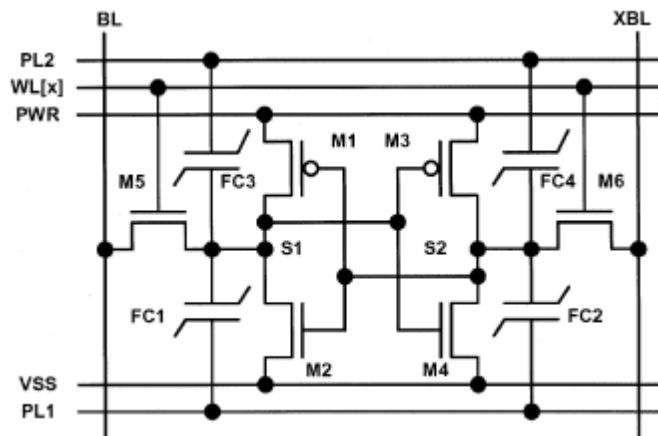 BL XBL
PL2
WL[x]
PWR
M1 M3
M5 FC3 FC4 M6
S1 S2
FC1 FC2
M2 M4
VSS
PL1